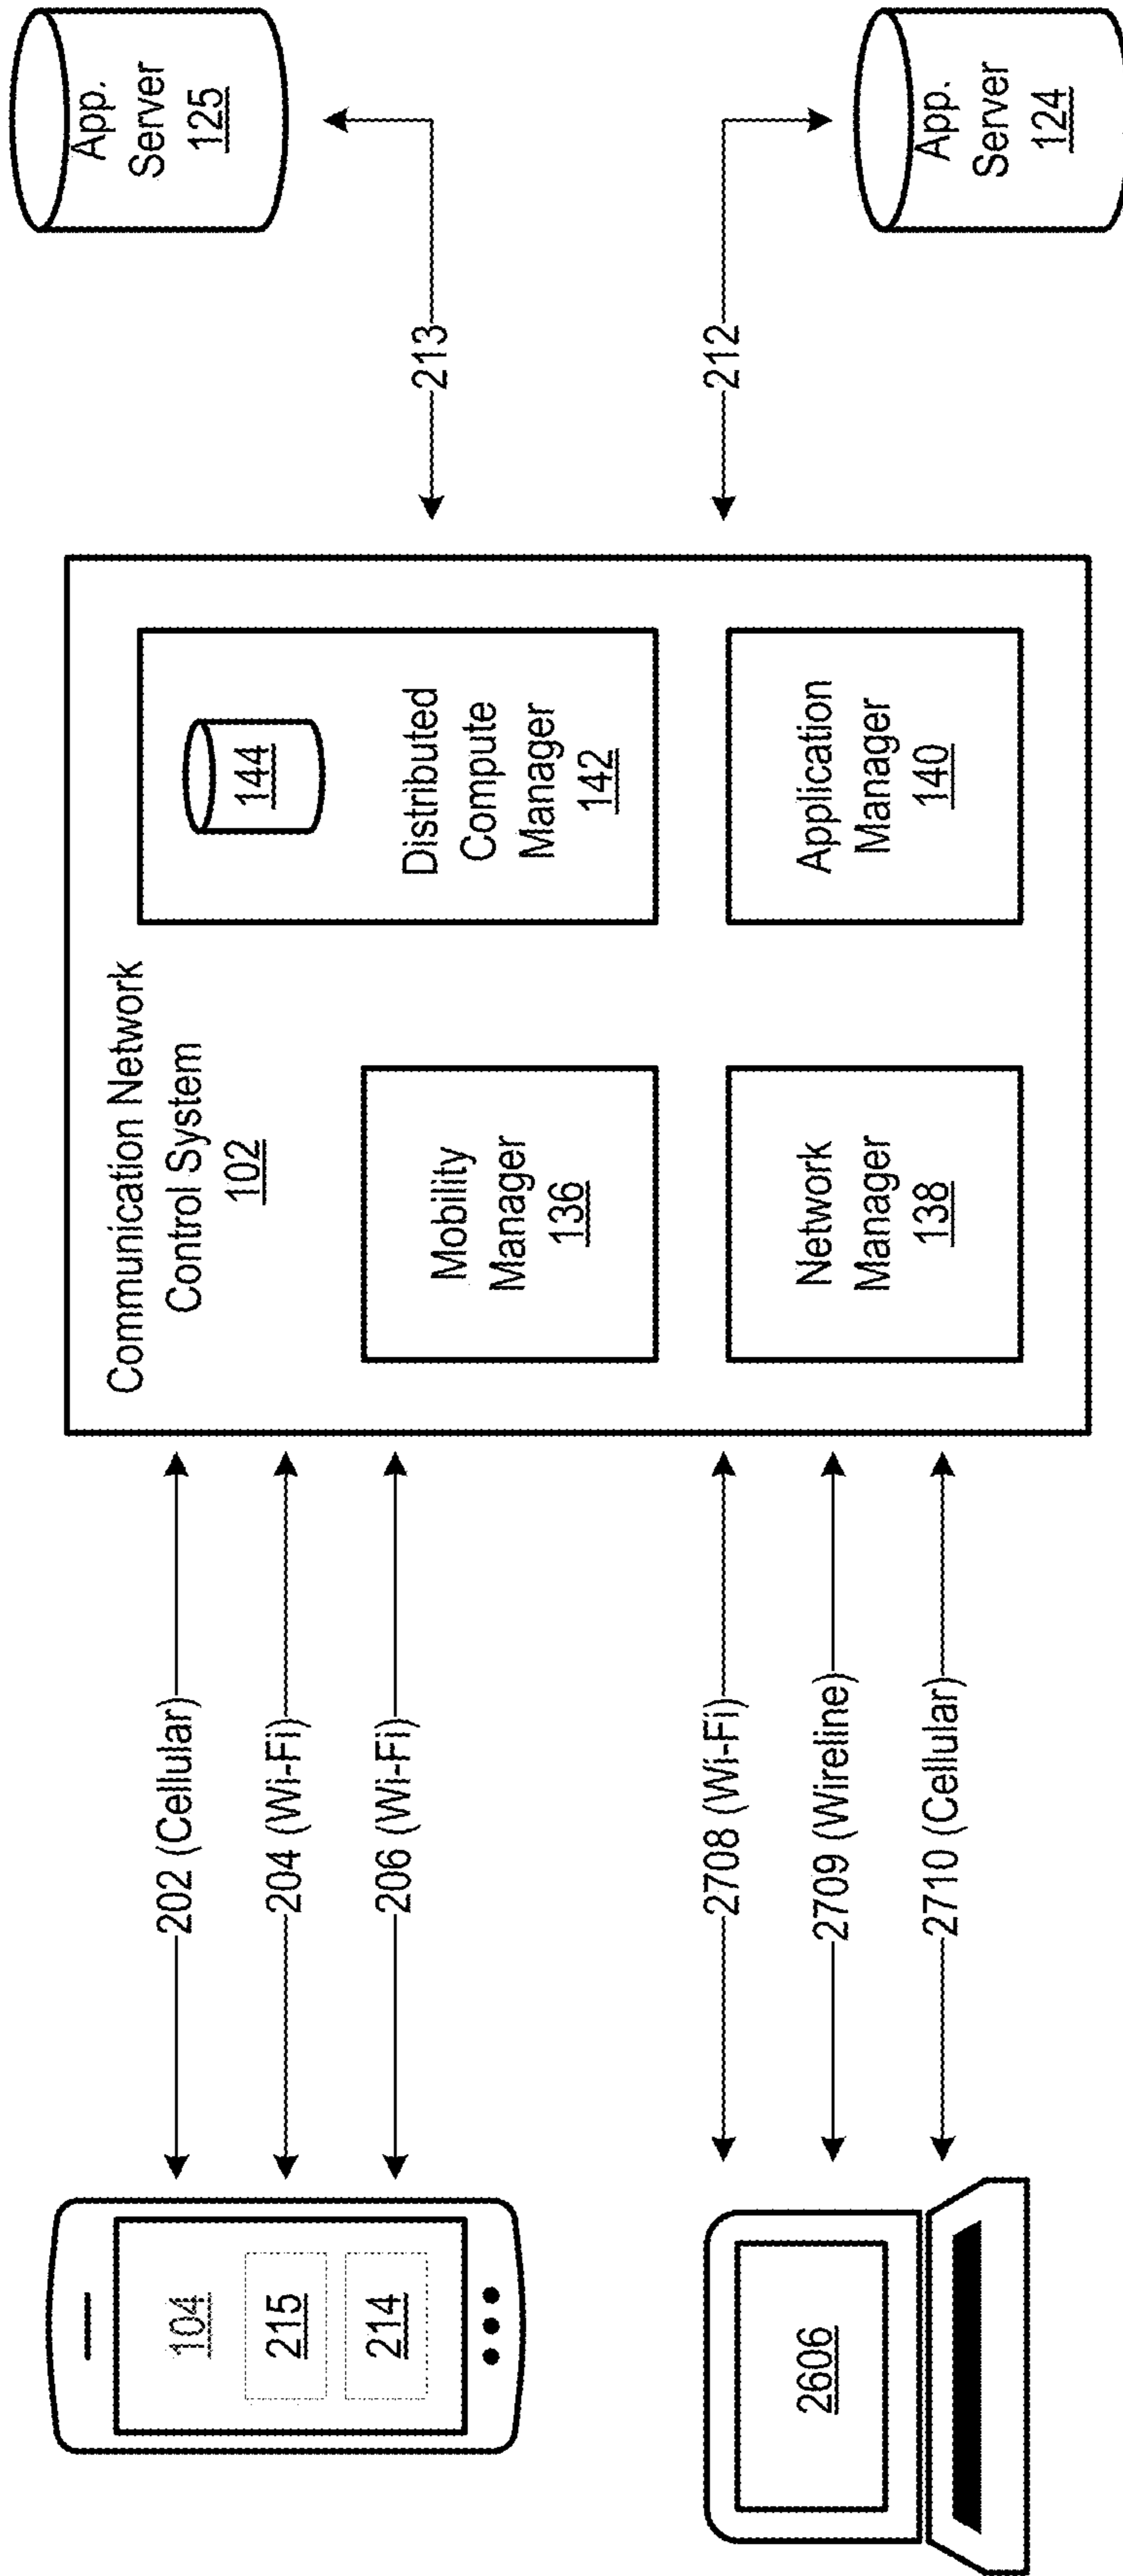 App.
Server
125
App.
Server
124
213
212
Communication Network
Control System
102
144
Distributed
Compute
Manager
142
Mobility
Manager
136
Application
Manager
140
Network
Manager
138
202 (Cellular)
204 (Wi-Fi)
206 (Wi-Fi)
2708 (Wi-Fi)
2709 (Wireline)
2710 (Cellular)
104
215
214
2606